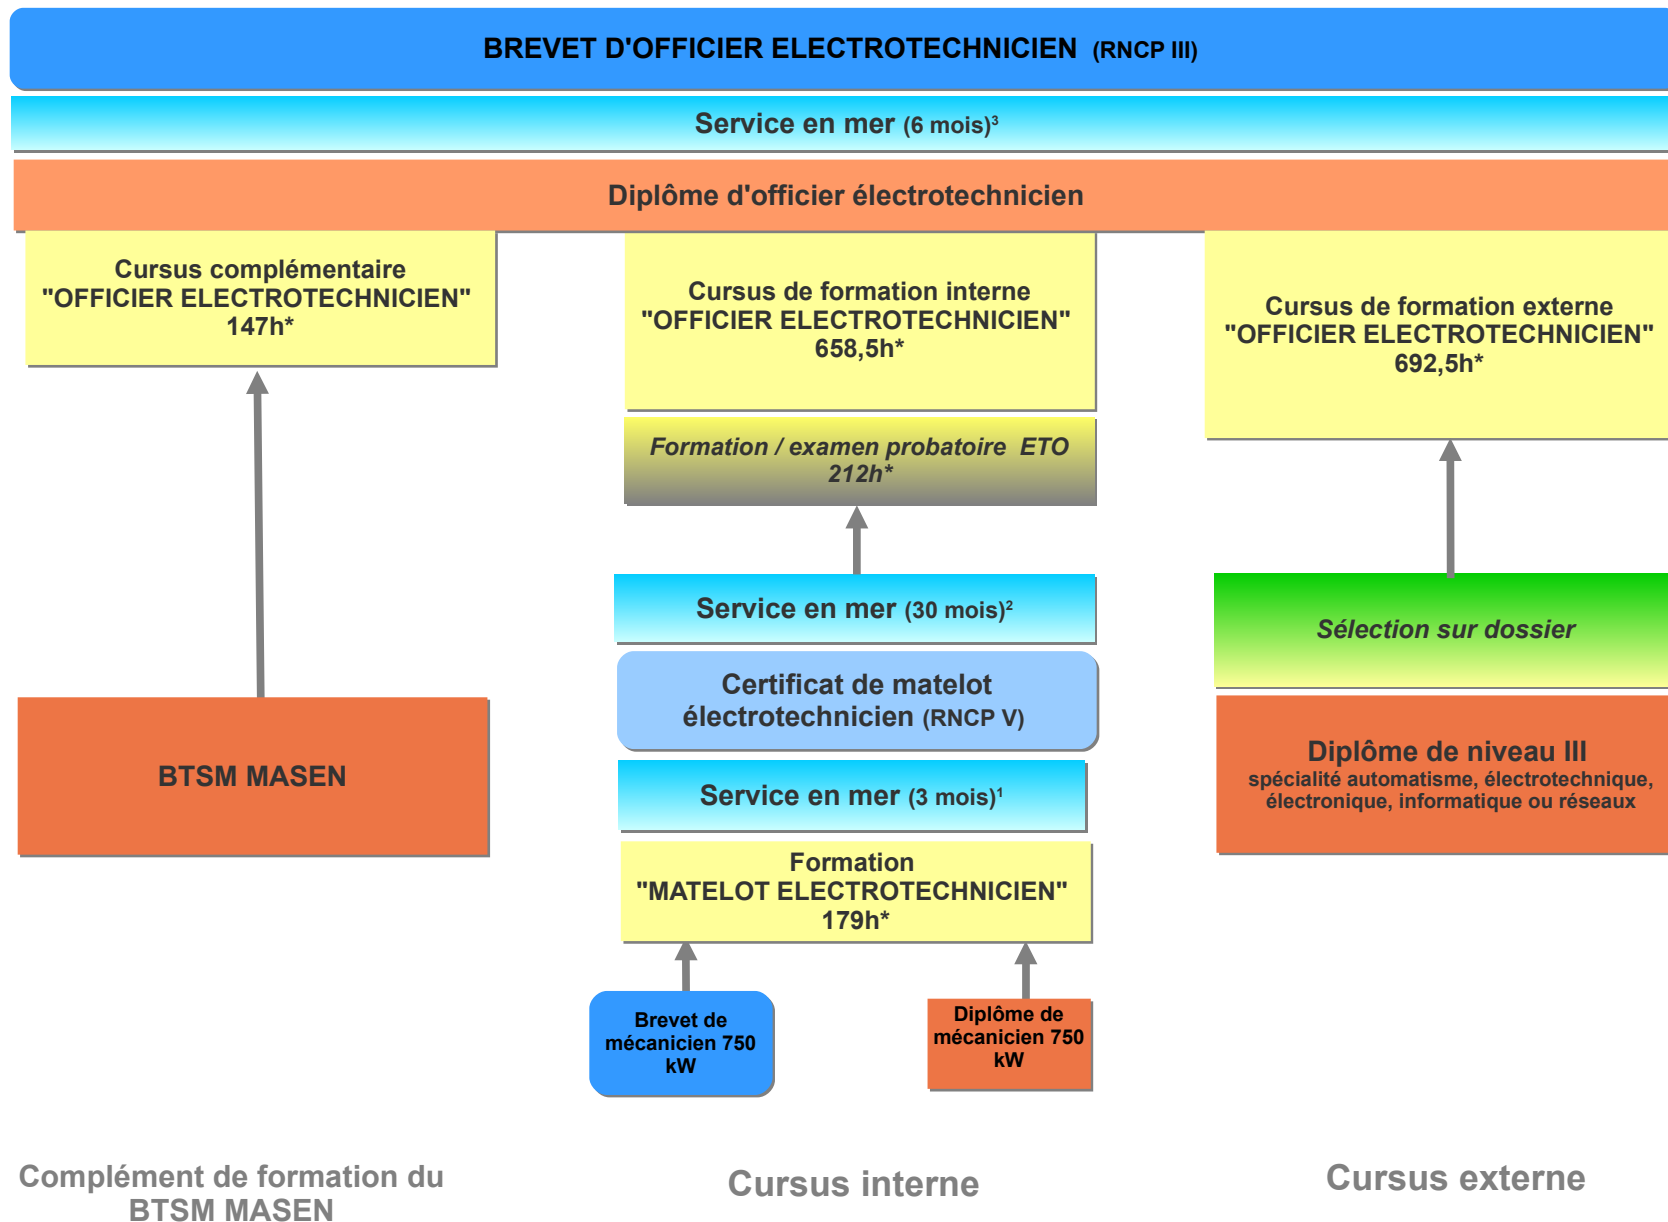 BREVET D'OFFICIER ELECTROTECHNICIEN (RNCP III)
Service en mer (6 mois)³
Diplôme d'officier électrotechnicien
Cursus complémentaire
"OFFICIER ELECTROTECHNICIEN"
147h*
Cursus de formation interne
"OFFICIER ELECTROTECHNICIEN"
658,5h*
Cursus de formation externe
"OFFICIER ELECTROTECHNICIEN"
692,5h*
Formation / examen probatoire ETO
212h*
Service en mer (30 mois)²
Sélection sur dossier
Certificat de matelot
électrotechnicien (RNCP V)
BTSM MASEN
Diplôme de niveau III
spécialité automatisme, électrotechnique,
électronique, informatique ou réseaux
Service en mer (3 mois)¹
Formation
"MATELOT ELECTROTECHNICIEN"
179h*
Brevet de
mécanicien 750
kW
Diplôme de
mécanicien 750
kW
Complément de formation du
BTSM MASEN
Cursus interne
Cursus externe